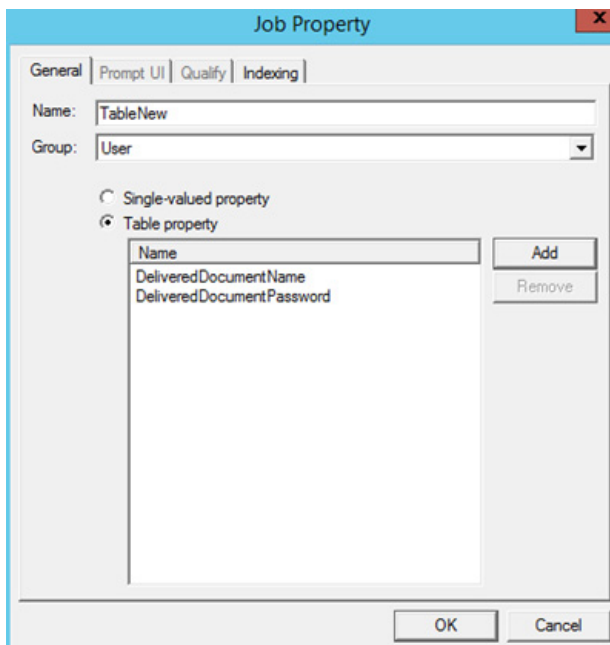 Job Property
x
General Prompt UI Qualify Indexing
Name: TableNew
Group: User
Single-valued property
Table property
Name
Add
DeliveredDocumentName
DeliveredDocumentPassword
Remove
OK Cancel